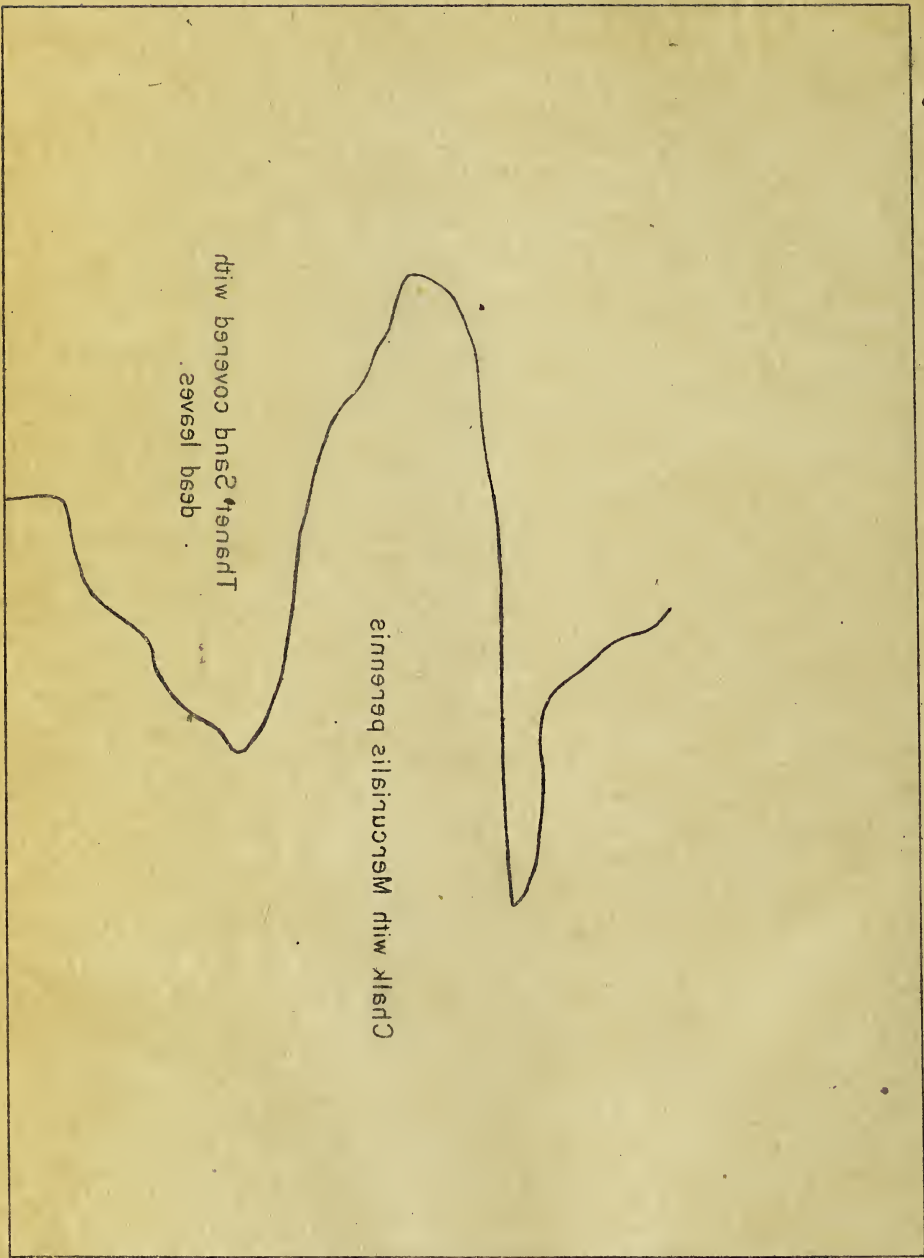 Thanet Sand covered with
dead leaves.
Chalk with Mercurialis perennis